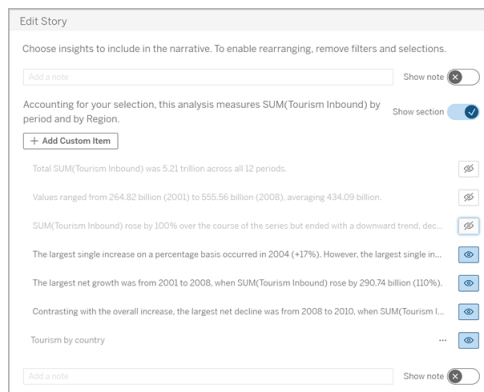 Edit Story
Choose insights to include in the narrative. To enable rearranging, remove filters and selections.
Add a note
Show note
Accounting for your selection, this analysis measures SUM(Tourism Inbound) by
period and by Region.
Show section
+ Add Custom Item
Total SUM(Tourism Inbound) was 5.21 trillion across all 12 periods.
Values ranged from 264.82 billion (2001) to 555.56 billion (2008), averaging 434.09 billion.
SUM(Tourism Inbound) rose by 100% over the course of the series but ended with a downward trend, dec...
The largest single increase on a percentage basis occurred in 2004 (+17%). However, the largest single in...
The largest net growth was from 2001 to 2008, when SUM(Tourism Inbound) rose by 290.74 billion (110%).
Contrasting with the overall increase, the largest net decline was from 2008 to 2010, when SUM(Tourism I...
Tourism by country
...
Add a note
Show note